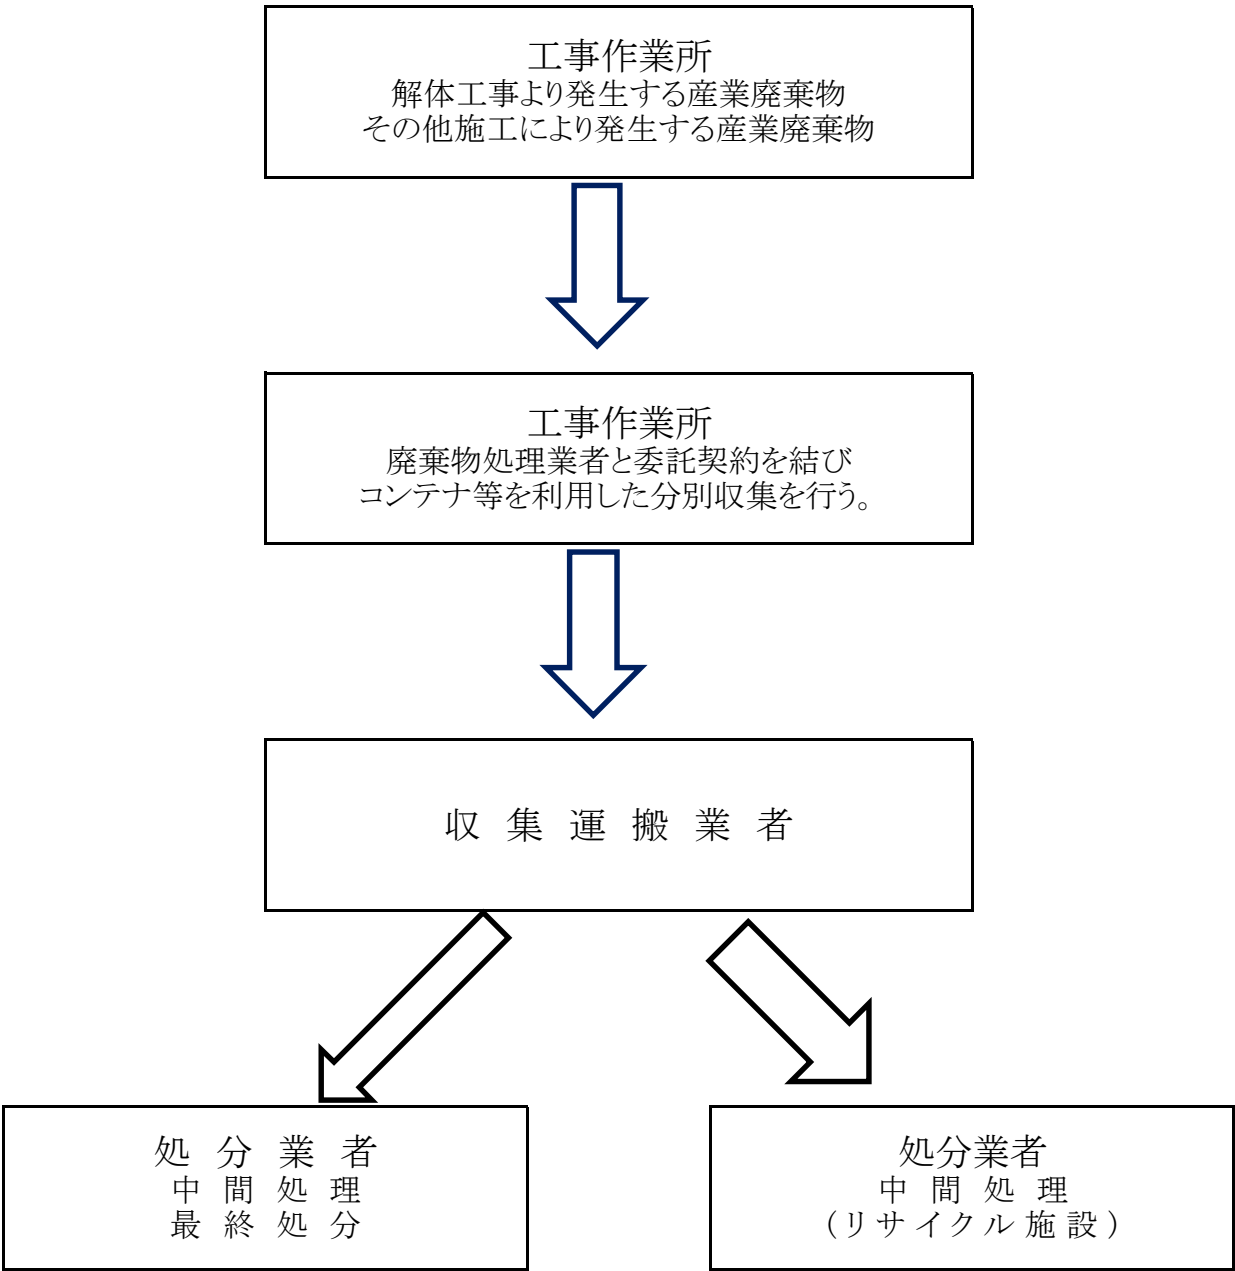 工事作業所
解体工事より発生する産業廃棄物
その他施工により発生する産業廃棄物
工事作業所
廃棄物処理業者と委託契約を結び
コンテナ等を利用した分別収集を行う。
収集運搬業者
処分業者
中間処理
最終処分
処分業者
中間処理
(リサイクル施設)